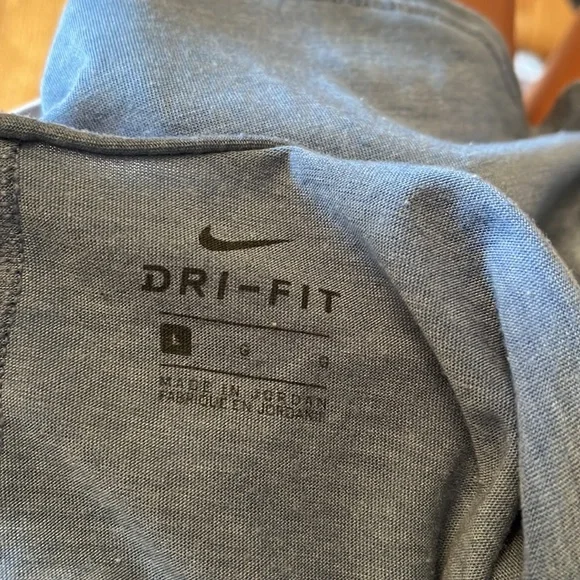 DRI-FIT
L G G
MADE IN JORDAN
FABRIQUE EN JORDANIE